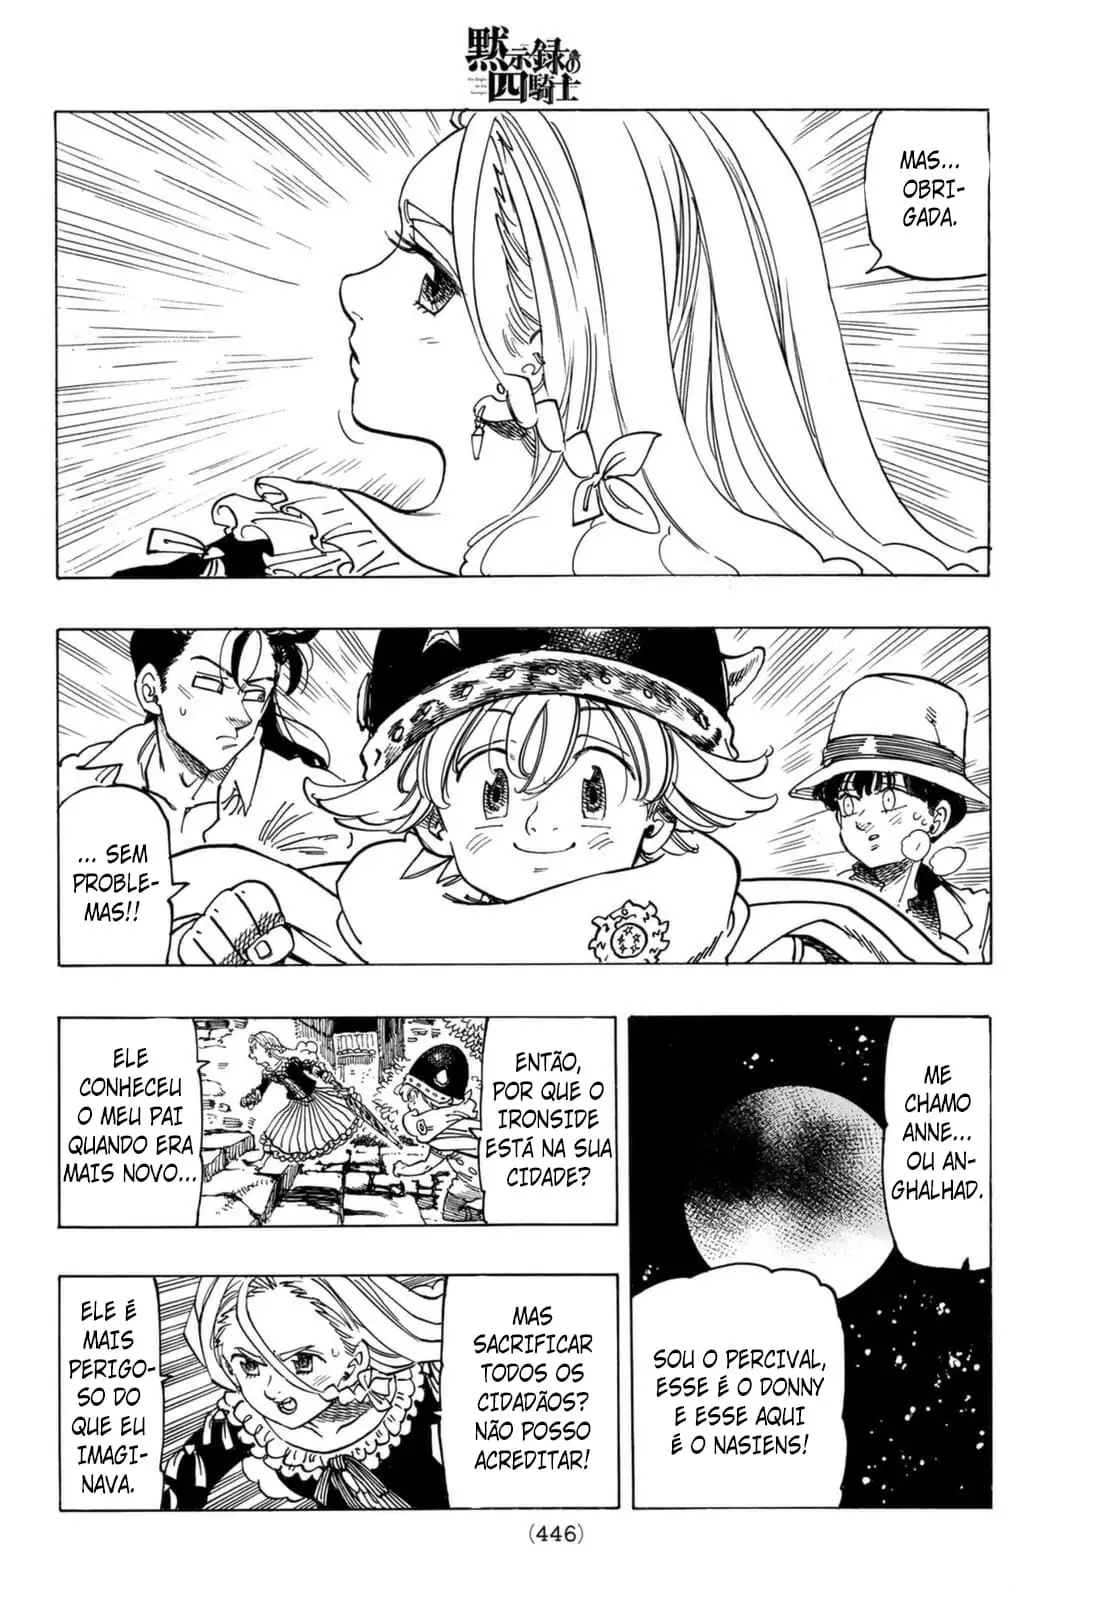 黙示録の
四騎士
MAS...
OBRI-
GADA.
... SEM
PROBLE-
MAS!!
ME
CHAMO
ANNE...
OU AN-
GHALHAD.
SOU O PERCIVAL,
ESSE É O DONNY
E ESSE AQUI
É O NASIENS!
ENTÃO,
POR QUE O
IRONSIDE
ESTÁ NA SUA
CIDADE?
ELE
CONHECEU
O MEU PAI
QUANDO ERA
MAIS NOVO...
MAS
SACRIFICAR
TODOS OS
CIDADÃOS?
NÃO POSSO
ACREDITAR!
ELE É
MAIS
PERIGO-
SO DO
QUE EU
IMAGI-
NAVA.
(446)